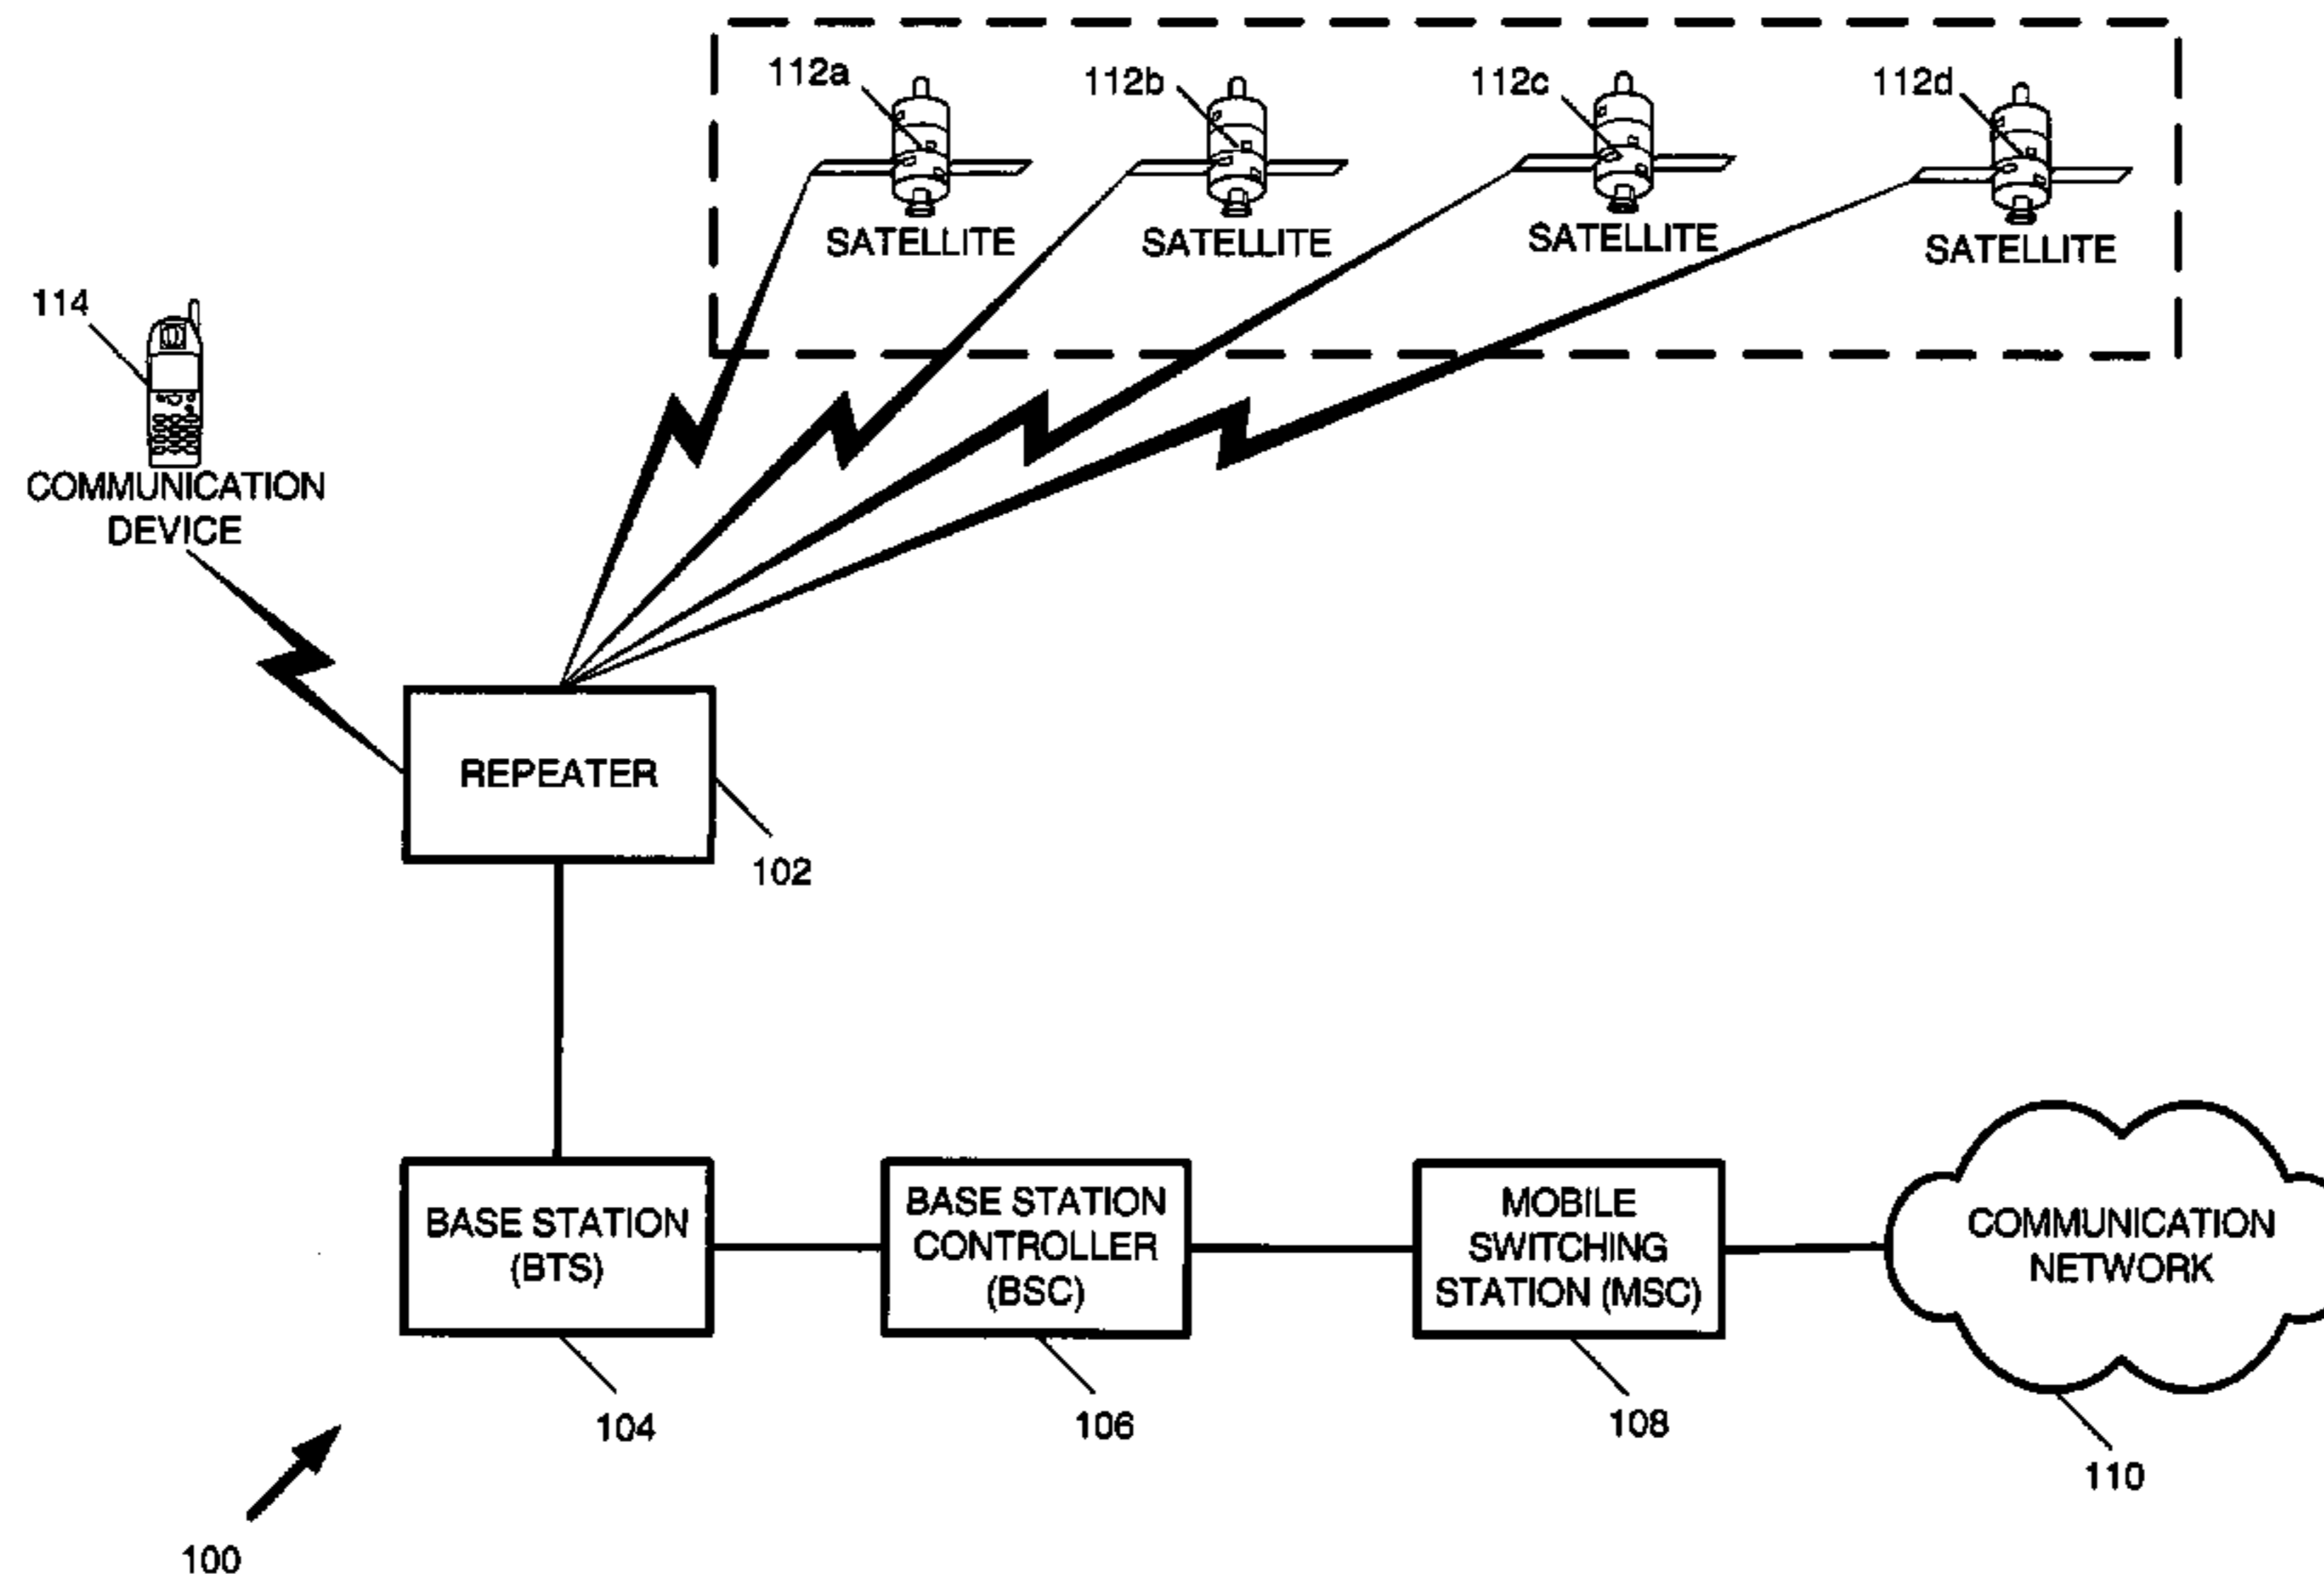 112a
112b
112c
112d
SATELLITE
SATELLITE
SATELLITE
SATELLITE
114
COMMUNICATION
DEVICE
REPEATER
102
BASE STATION
(BTS)
BASE STATION
CONTROLLER
(BSC)
MOBILE
SWITCHING
STATION (MSC)
COMMUNICATION
NETWORK
104
106
108
110
100